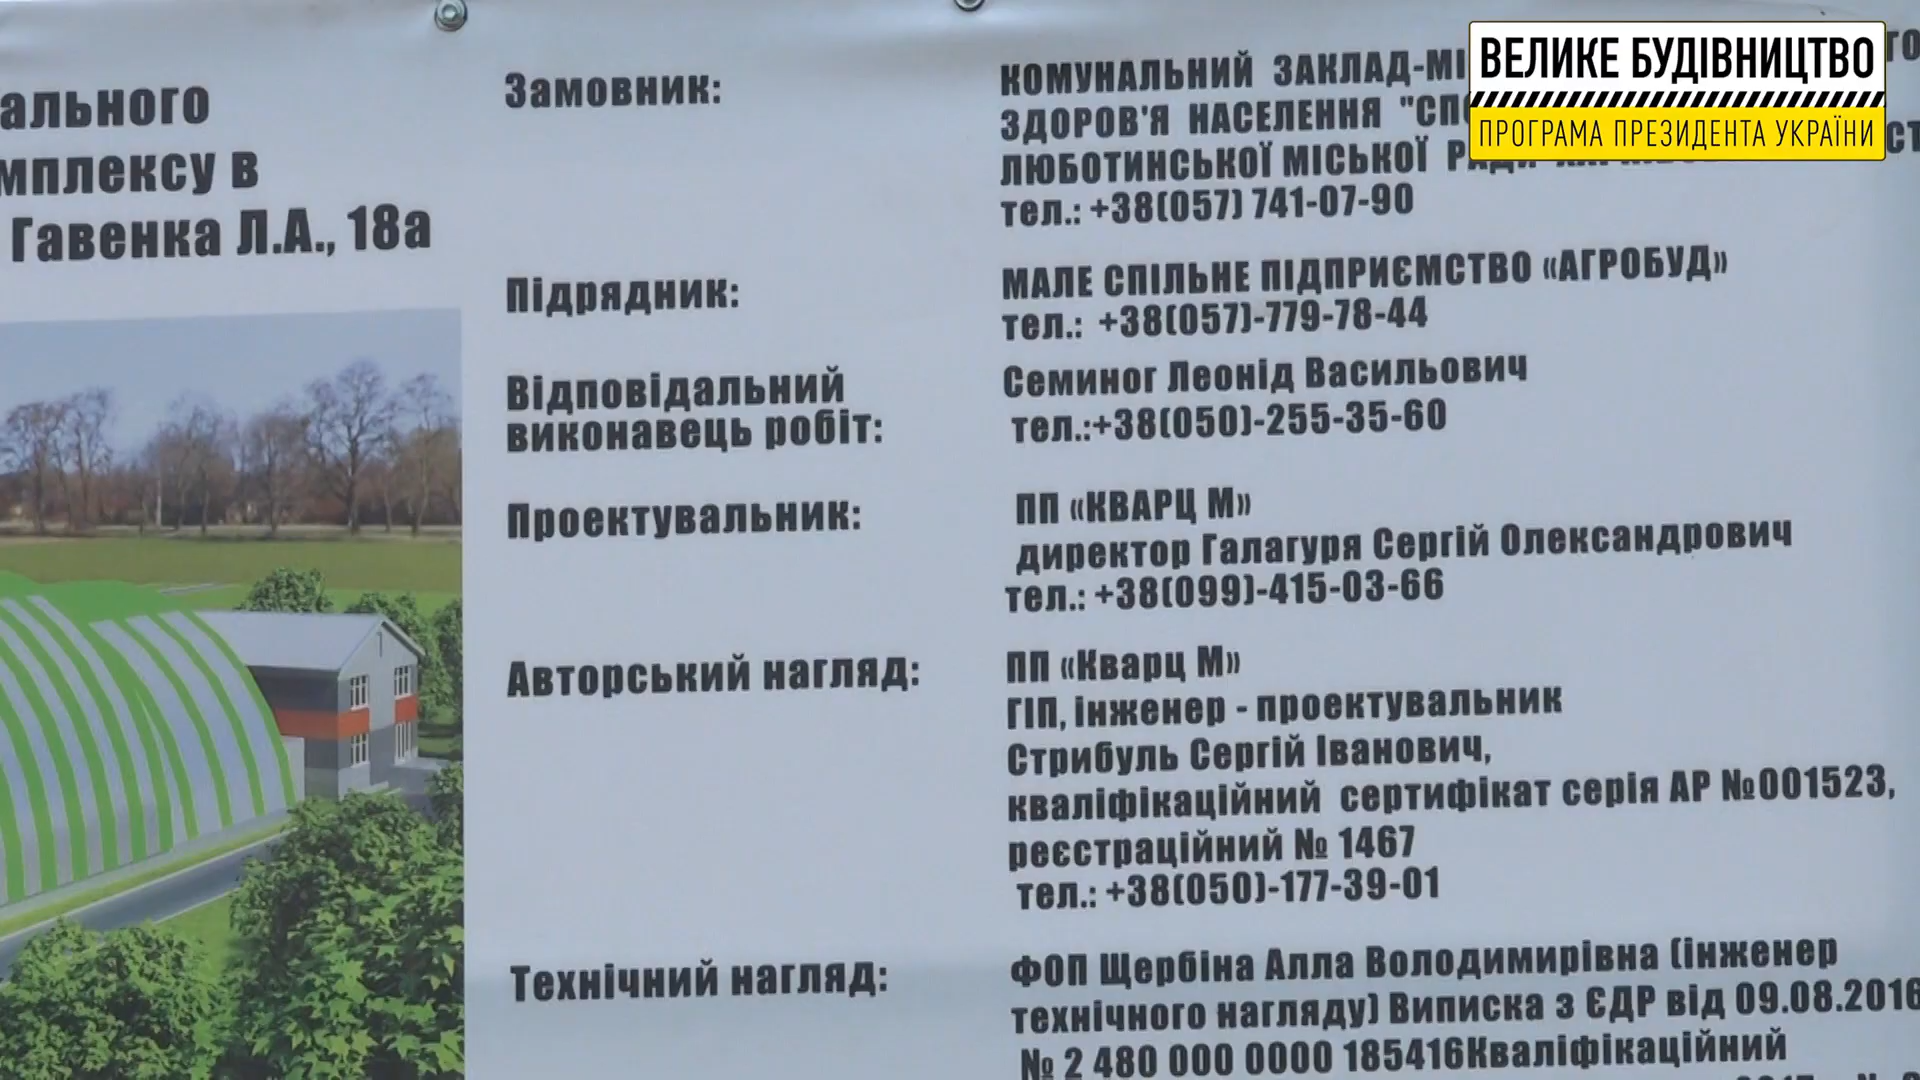 ального
мплексу в
Гавенка Л.А., 18а
Замовник:
КОМУНАЛЬНИЙ ЗАКЛАД-МІ
ЗДОРОВ'Я НАСЕЛЕННЯ "СПО
ЛЮБОТИНСЬКОЇ МІСЬКОЇ РАДИ
тел.: +38(057) 741-07-90
Підрядник:
МАЛЕ СПІЛЬНЕ ПІДПРИЄМСТВО «АГРОБУД»
тел.: +38(057)-779-78-44
Відповідальний
виконавець робіт:
Семиног Леонід Васильович
тел.:+38(050)-255-35-60
Проектувальник:
ПП «КВАРЦ М»
директор Галагуря Сергій Олександрович
тел.: +38(099)-415-03-66
Авторський нагляд:
ПП «Кварц М»
ГІП, інженер - проектувальник
Стрибуль Сергій Іванович,
кваліфікаційний сертифікат серія АР №001523,
реєстраційний № 1467
тел.: +38(050)-177-39-01
Технічний нагляд:
ФОП Щербіна Алла Володимирівна (інженер
технічного нагляду) Виписка з ЄДР від 09.08.2016
№ 2 480 000 0000 185416Кваліфікаційний
ВЕЛИКЕ БУДІВНИЦТВО
ПРОГРАМА ПРЕЗИДЕНТА УКРАЇНИ